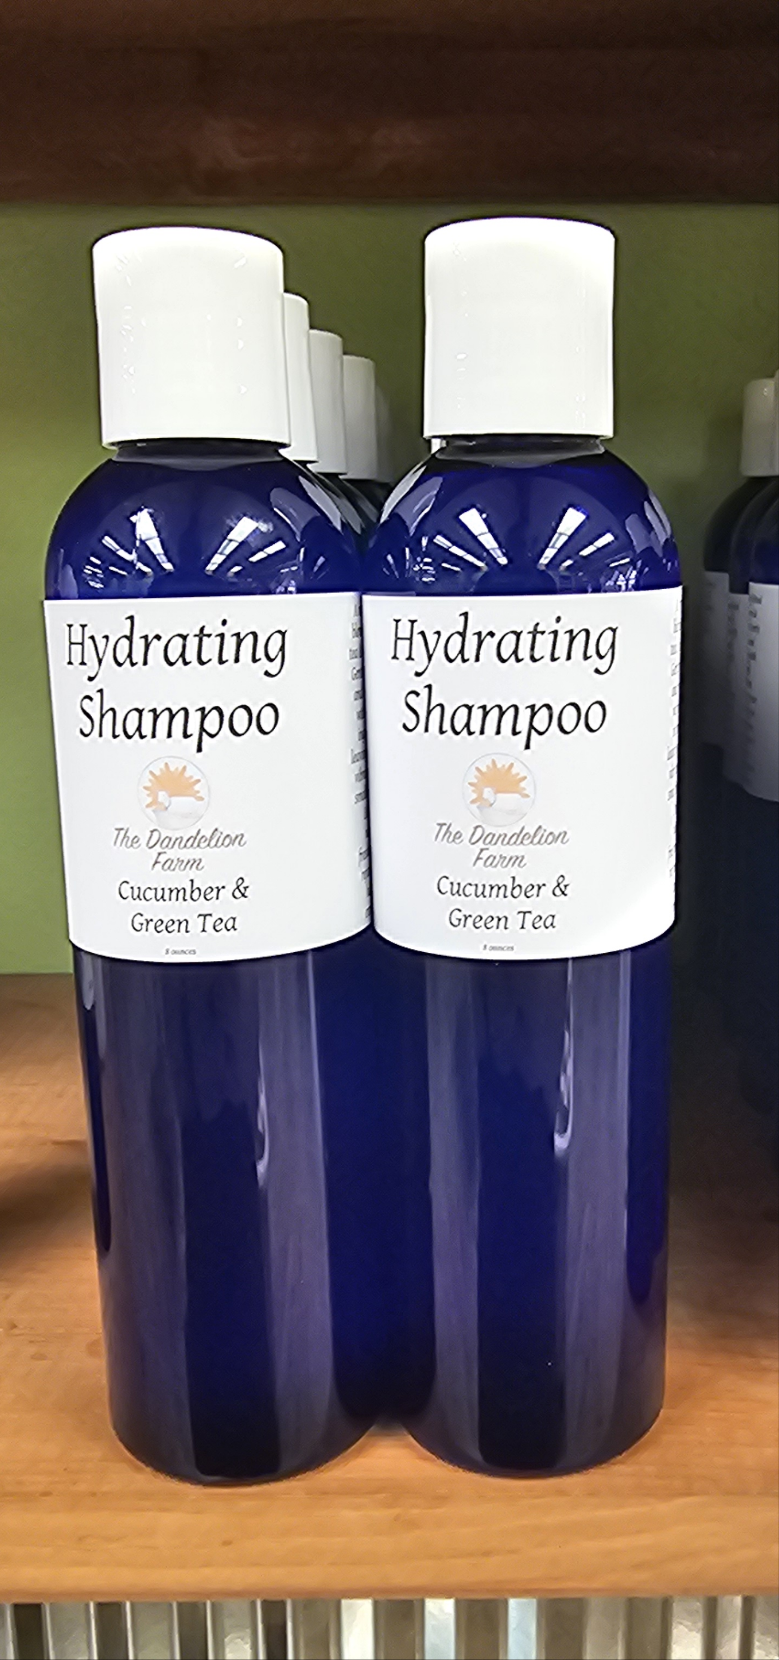 Hydrating
Shampoo
The Dandelion
Farm
Cucumber &
Green Tea
8 ounces
Hydrating
Shampoo
The Dandelion
Farm
Cucumber &
Green Tea
8 ounces